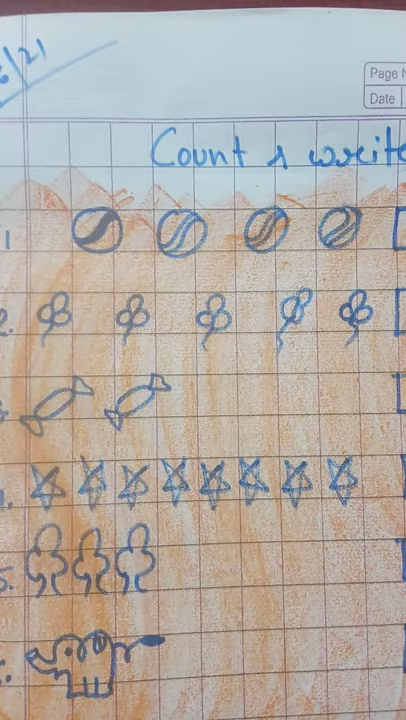 6/21
Page N
Date
Count & write
1
2.
4.
5.